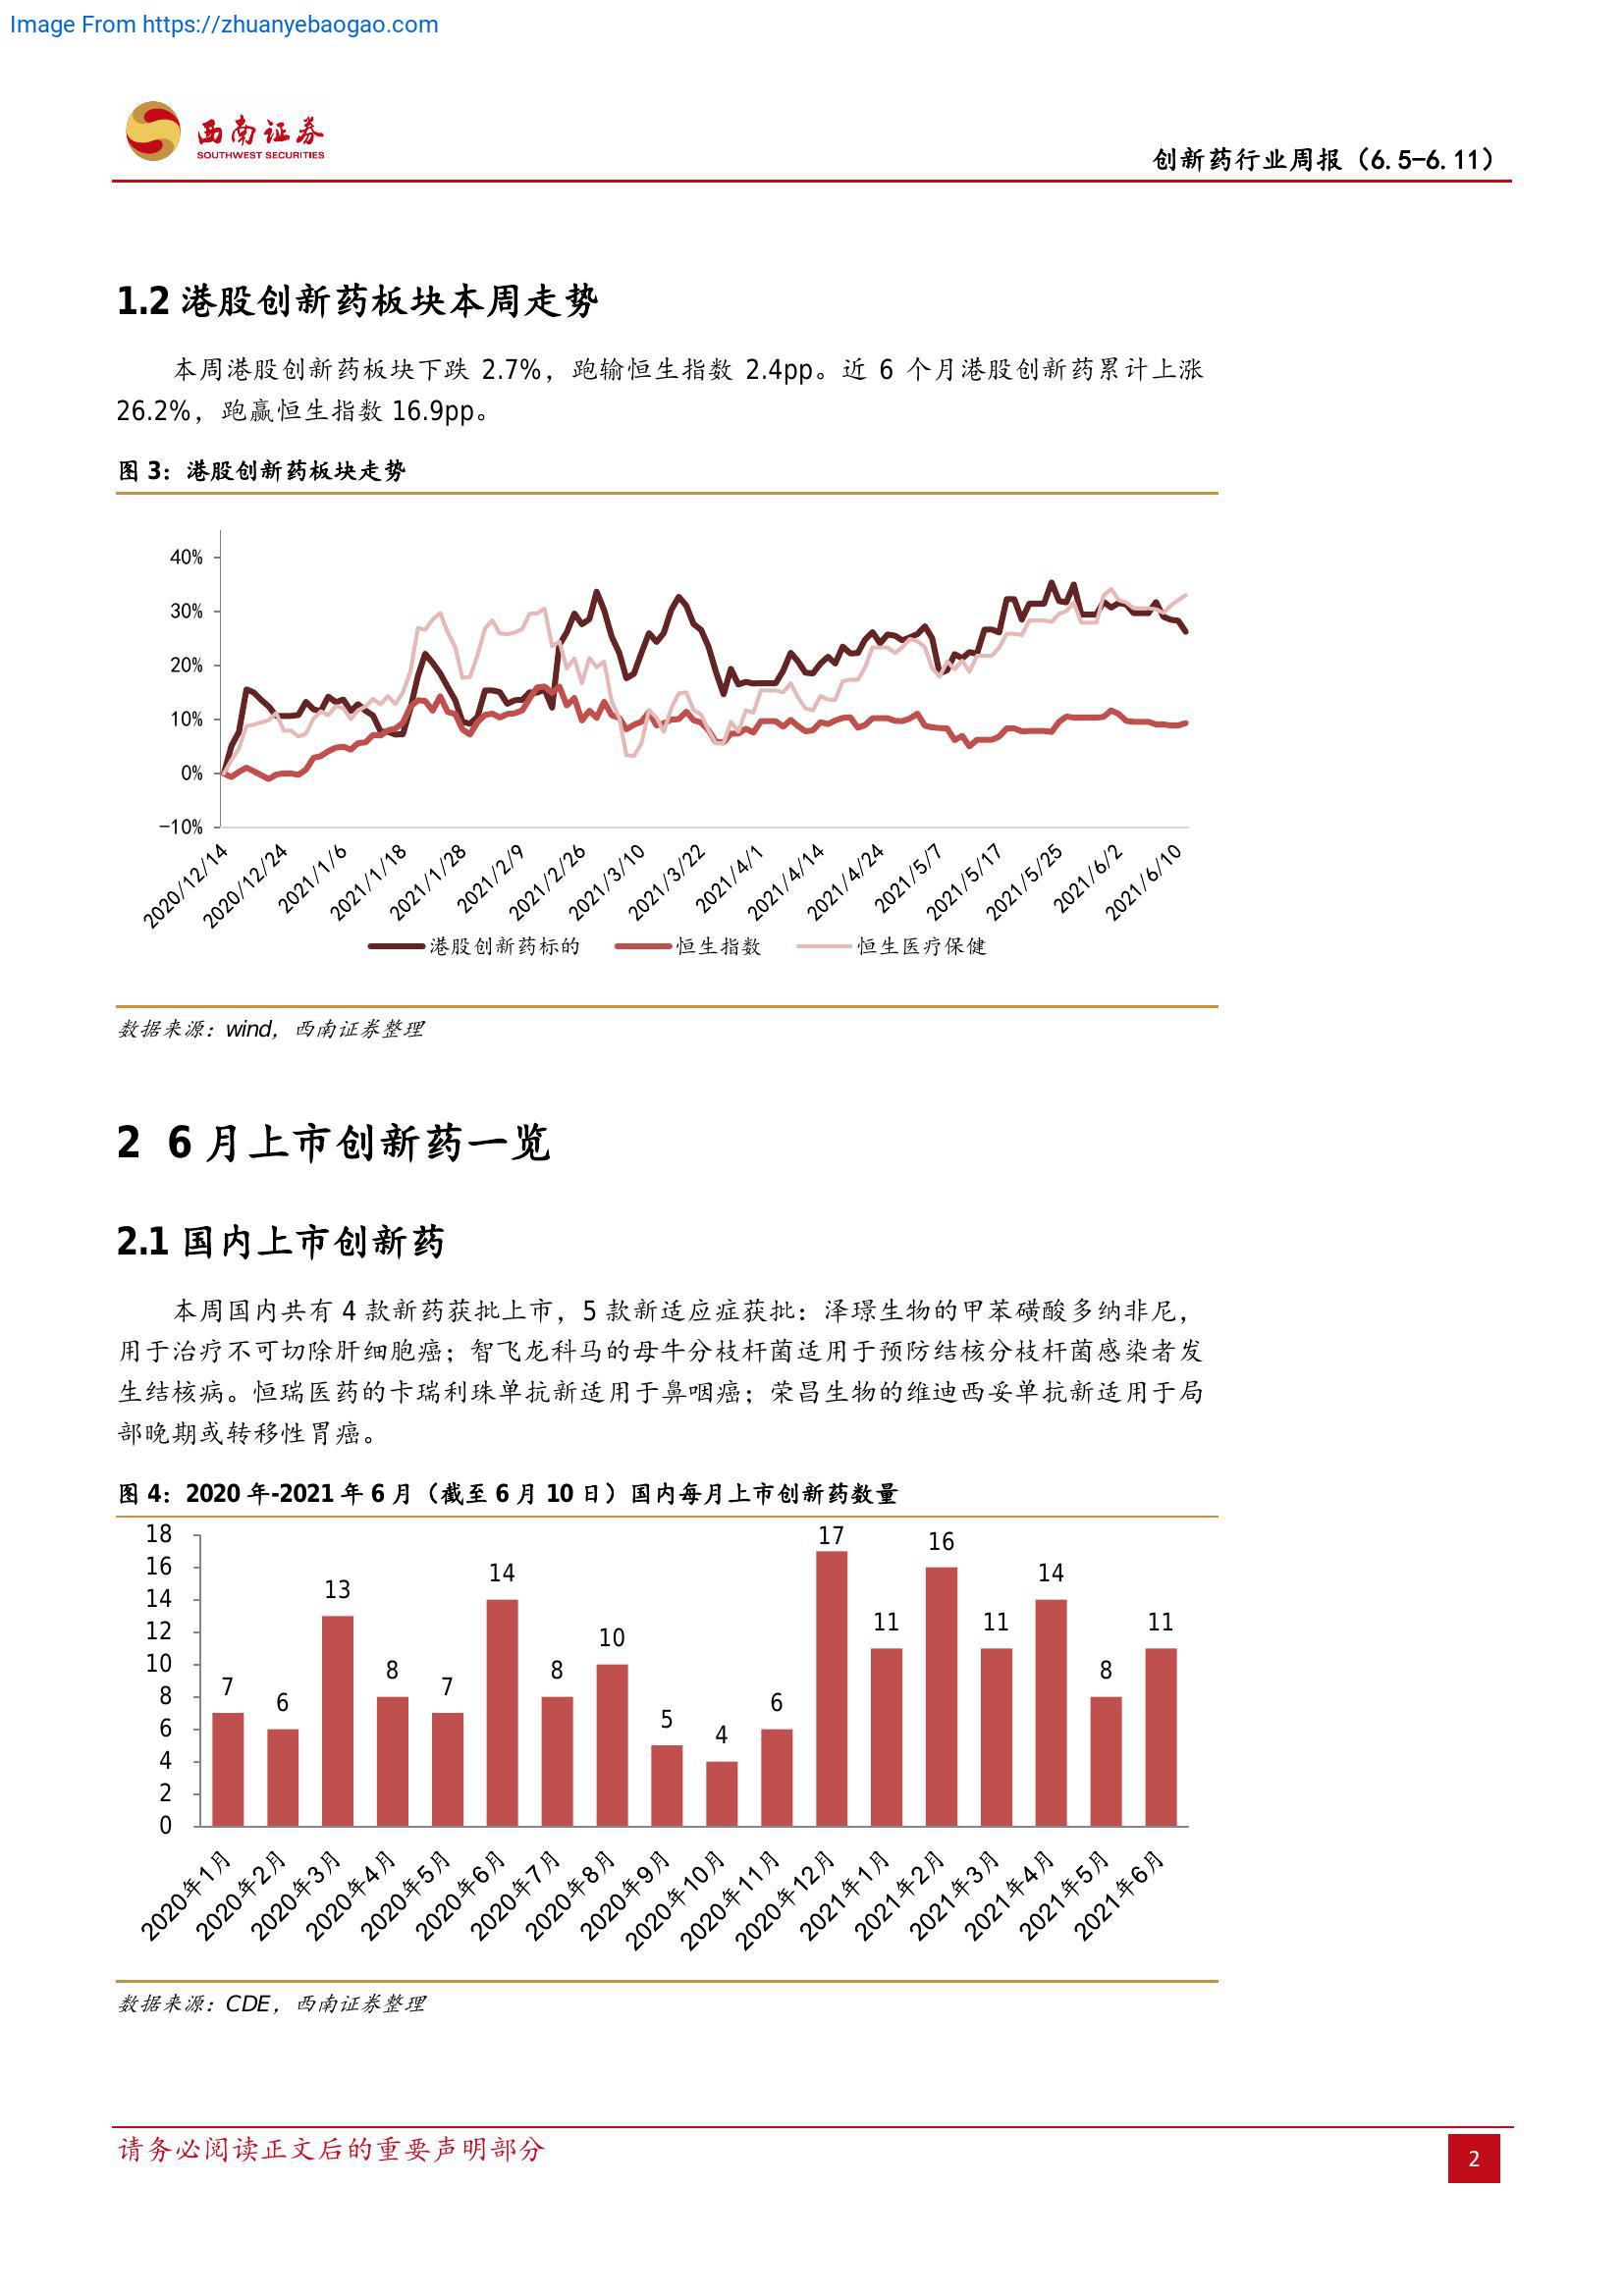 Image From https://zhuanyebaogao.com
西南证券
SOUTHWEST SECURITIES
创新药行业周报（6.5-6.11）
1.2 港股创新药板块本周走势
本周港股创新药板块下跌 2.7%，跑输恒生指数 2.4pp。近 6 个月港股创新药累计上涨
26.2%，跑赢恒生指数 16.9pp。
图 3：港股创新药板块走势
40%
30%
20%
10%
0%
-10%
2020/12/14
2020/12/24
2021/1/6
2021/1/18
2021/1/28
2021/2/9
2021/2/26
2021/3/10
2021/3/22
2021/4/1
2021/4/14
2021/4/24
2021/5/7
2021/5/17
2021/5/25
2021/6/2
2021/6/10
港股创新药标的 恒生指数 恒生医疗保健
数据来源：wind，西南证券整理
2 6 月上市创新药一览
2.1 国内上市创新药
本周国内共有 4 款新药获批上市，5 款新适应症获批：泽璟生物的甲苯磺酸多纳非尼，
用于治疗不可切除肝细胞癌；智飞龙科马的母牛分枝杆菌适用于预防结核分枝杆菌感染者发
生结核病。恒瑞医药的卡瑞利珠单抗新适用于鼻咽癌；荣昌生物的维迪西妥单抗新适用于局
部晚期或转移性胃癌。
图 4：2020 年-2021 年 6 月（截至 6 月 10 日）国内每月上市创新药数量
18
16
14
12
10
8
6
4
2
0
7
6
13
8
7
14
8
10
5
4
6
17
11
16
11
14
8
11
2020年1月
2020年2月
2020年3月
2020年4月
2020年5月
2020年6月
2020年7月
2020年8月
2020年9月
2020年10月
2020年11月
2020年12月
2021年1月
2021年2月
2021年3月
2021年4月
2021年5月
2021年6月
数据来源：CDE，西南证券整理
请务必阅读正文后的重要声明部分
2